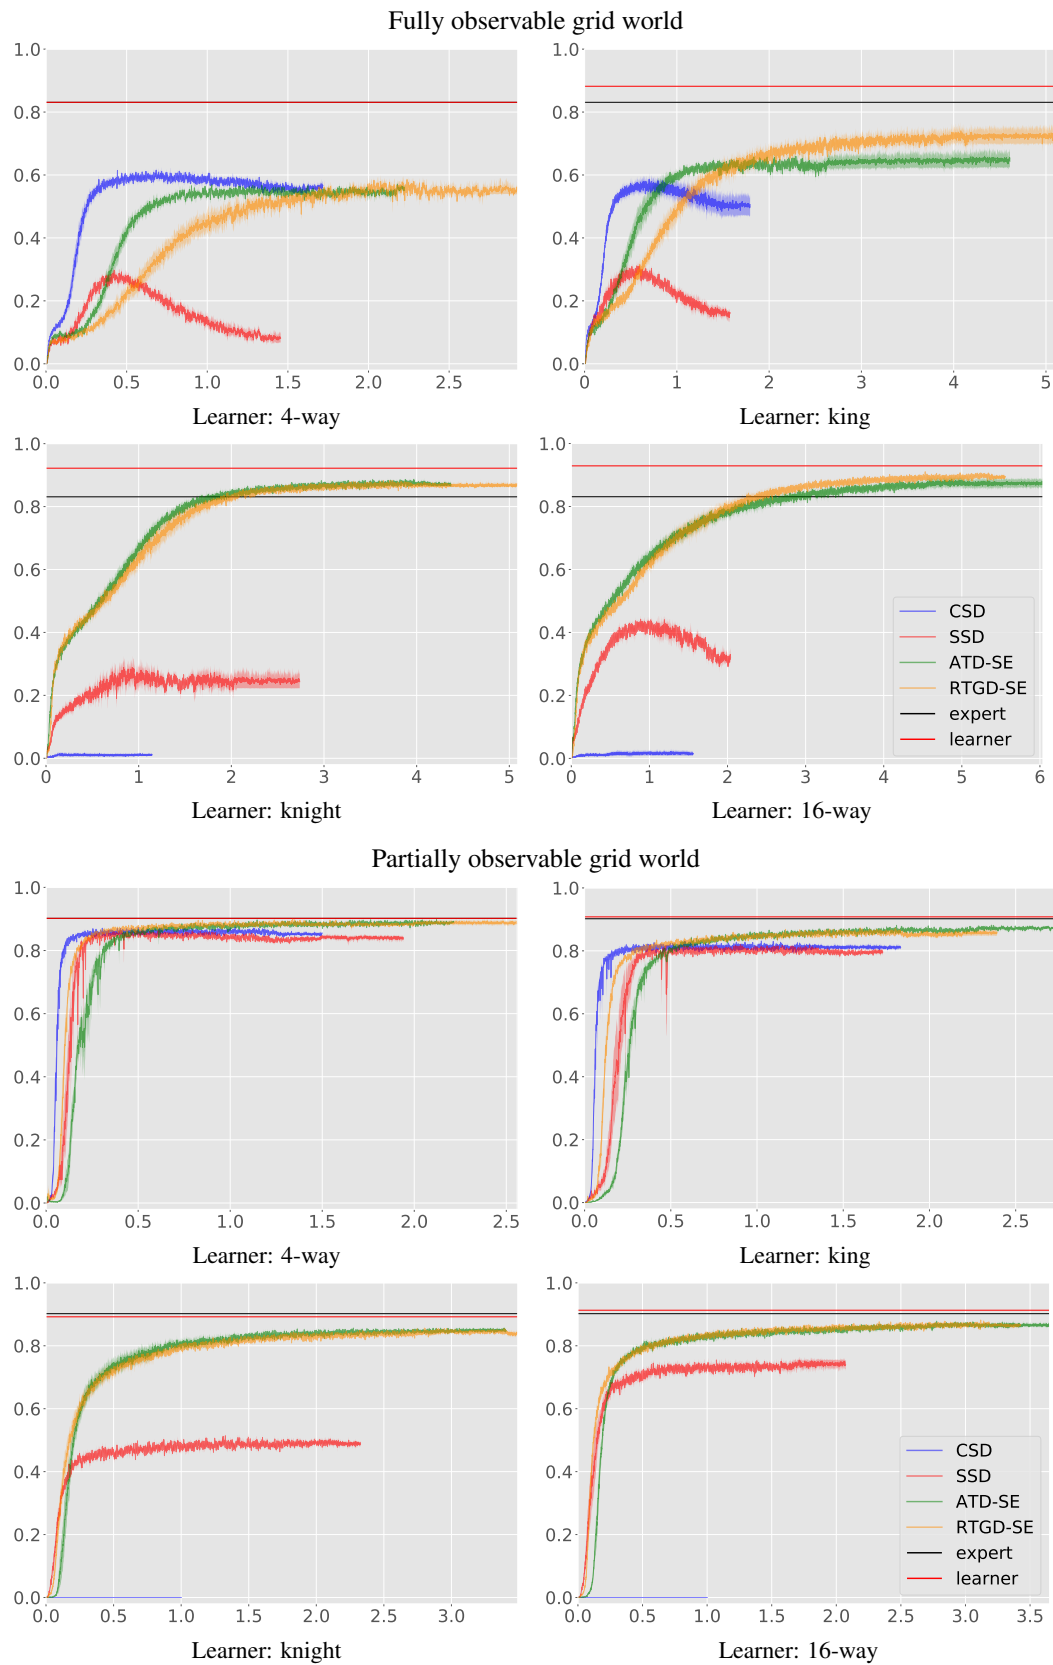 Fully observable grid world
1.0 0.8 0.6 0.4 0.2 0.0
0.0 0.5 1.0 1.5 2.0 2.5
Learner: 4-way
1.0 0.8 0.6 0.4 0.2 0.0
0 1 2 3 4 5
Learner: king
1.0 0.8 0.6 0.4 0.2 0.0
0 1 2 3 4 5
Learner: knight
1.0 0.8 0.6 0.4 0.2 0.0
CSD
SSD
ATD-SE
RTGD-SE
expert
learner
0 1 2 3 4 5 6
Learner: 16-way
Partially observable grid world
1.0 0.8 0.6 0.4 0.2 0.0
0.0 0.5 1.0 1.5 2.0 2.5
Learner: 4-way
1.0 0.8 0.6 0.4 0.2 0.0
0.0 0.5 1.0 1.5 2.0 2.5
Learner: king
1.0 0.8 0.6 0.4 0.2 0.0
0.0 0.5 1.0 1.5 2.0 2.5 3.0
Learner: knight
1.0 0.8 0.6 0.4 0.2 0.0
CSD
SSD
ATD-SE
RTGD-SE
expert
learner
0.0 0.5 1.0 1.5 2.0 2.5 3.0 3.5
Learner: 16-way